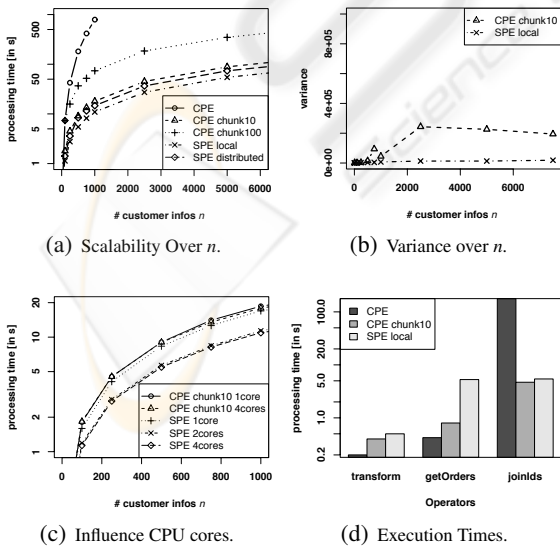 processing time [in s]
500
50
5
1
CPE
CPE chunk10
CPE chunk100
SPE local
SPE distributed
0 1000 2000 3000 4000 5000 6000
# customer infos n
(a) Scalability Over n.
variance
8e+05
4e+05
0e+00
CPE chunk10
SPE local
0 2000 4000 6000
# customer infos n
(b) Variance over n.
Science
processing time [in s]
20
10
5
2
1
CPE chunk10 1core
CPE chunk10 4cores
SPE 1core
SPE 2cores
SPE 4cores
0 200 400 600 800 1000
# customer infos n
(c) Influence CPU cores.
processing time [in s]
100.0
20.0
5.0
1.0
0.2
CPE
CPE chunk10
SPE local
transform getOrders joinIds
Operators
(d) Execution Times.